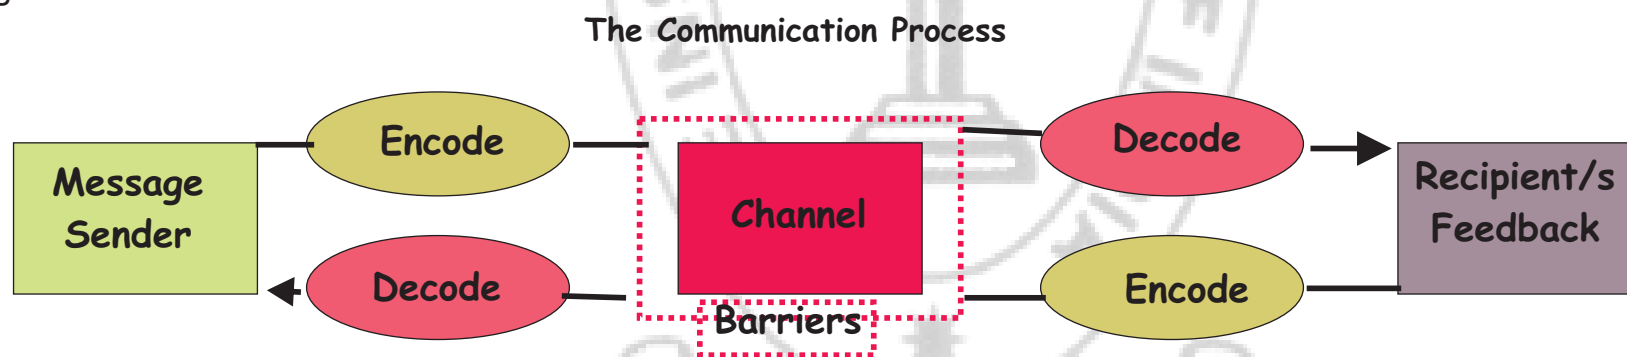 The Communication Process
Encode
Decode
Message
Sender
Channel
Recipient/s
Feedback
Decode
Encode
Barriers